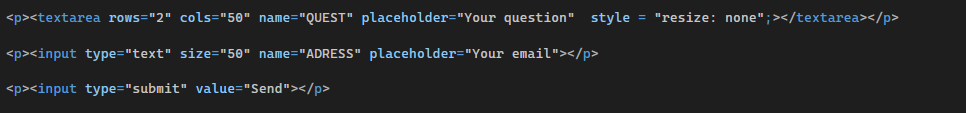 <p><textarea rows="2" cols="50" name="QUEST" placeholder="Your question"  style = "resize: none";></textarea></p>
<p><input type="text" size="50" name="ADRESS" placeholder="Your email"></p>
<p><input type="submit" value="Send"></p>